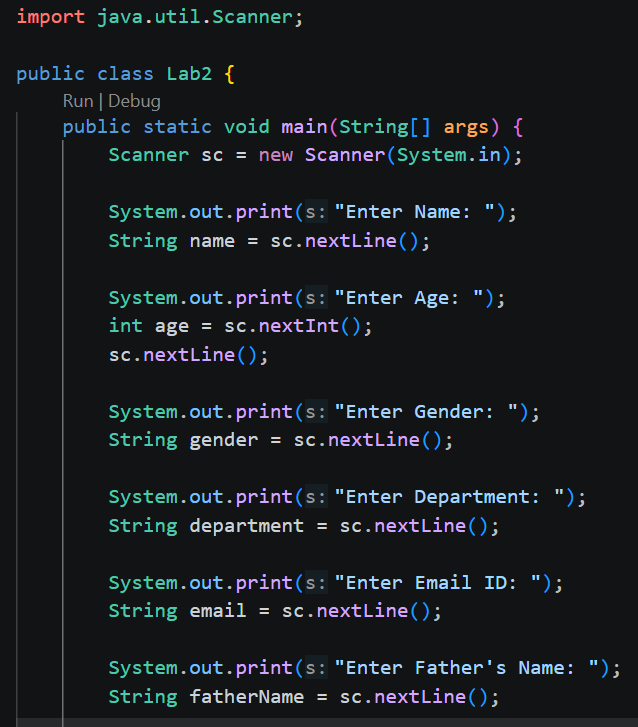 import java.util.Scanner;
public class Lab2 {
Run | Debug
public static void main(String[] args) {
Scanner sc = new Scanner(System.in);
System.out.print(s: "Enter Name: ");
String name = sc.nextLine();
System.out.print(s: "Enter Age: ");
int age = sc.nextInt();
sc.nextLine();
System.out.print(s: "Enter Gender: ");
String gender = sc.nextLine();
System.out.print(s: "Enter Department: ");
String department = sc.nextLine();
System.out.print(s: "Enter Email ID: ");
String email = sc.nextLine();
System.out.print(s: "Enter Father's Name: ");
String fatherName = sc.nextLine();